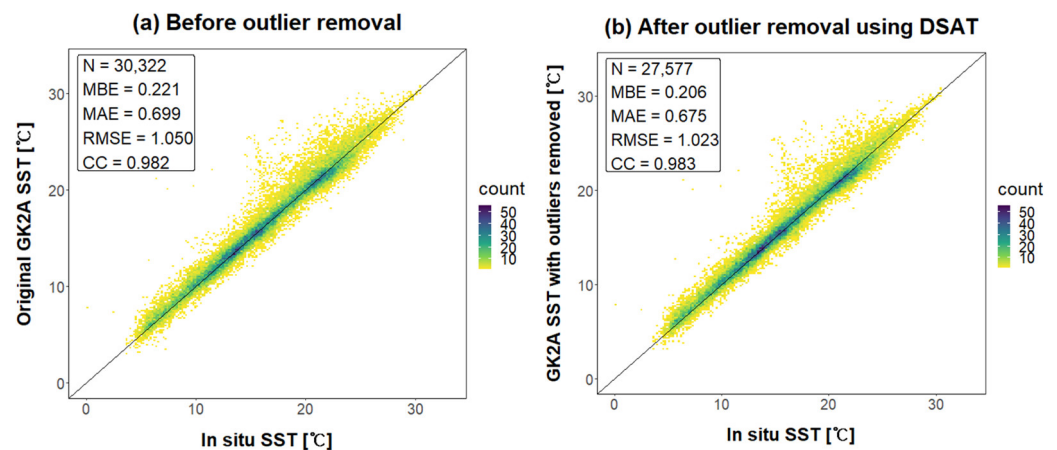 (a) Before outlier removal
N = 30,322
MBE = 0.221
MAE = 0.699
RMSE = 1.050
CC = 0.982
Original GK2A SST [℃]
30
20
10
0
0 10 20 30
In situ SST [℃]
count
50
40
30
20
10
(b) After outlier removal using DSAT
N = 27,577
MBE = 0.206
MAE = 0.675
RMSE = 1.023
CC = 0.983
GK2A SST with outliers removed [℃]
30
20
10
0
0 10 20 30
In situ SST [℃]
count
50
40
30
20
10